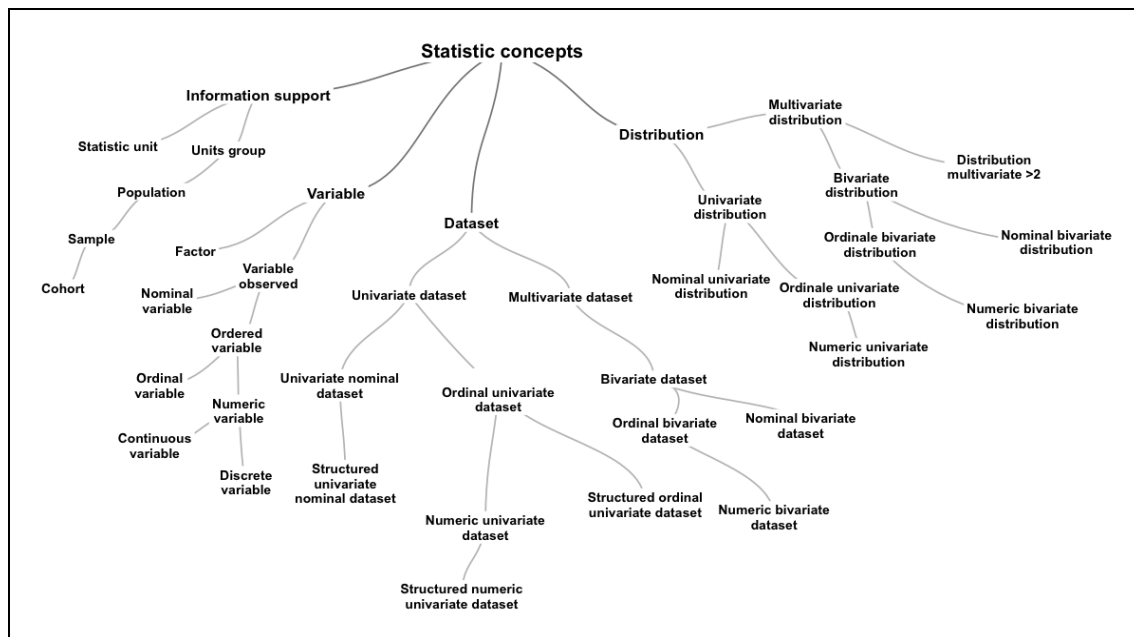 Statistic concepts
Information support
Statistic unit
Units group
Population
Sample
Cohort
Variable
Factor
Variable
observed
Nominal
variable
Ordered
variable
Ordinal
variable
Numeric
variable
Continuous
variable
Discrete
variable
Dataset
Univariate dataset
Multivariate dataset
Univariate nominal
dataset
Structured
univariate
nominal dataset
Ordinal univariate
dataset
Numeric univariate
dataset
Structured numeric
univariate dataset
Structured ordinal
univariate dataset
Bivariate dataset
Ordinal bivariate
dataset
Nominal bivariate
dataset
Numeric bivariate
dataset
Distribution
Univariate
distribution
Nominal univariate
distribution
Ordinale univariate
distribution
Numeric univariate
distribution
Multivariate
distribution
Bivariate
distribution
Distribution
multivariate >2
Ordinale bivariate
distribution
Nominal bivariate
distribution
Numeric bivariate
distribution